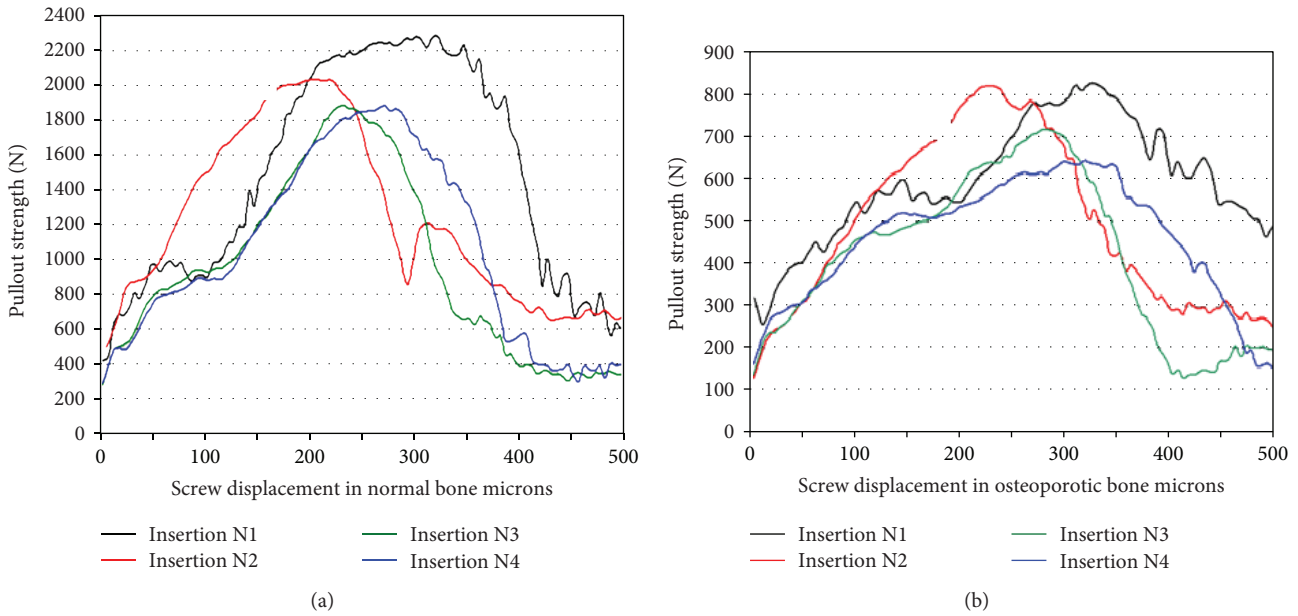 2400
2200
2000
1800
1600
1400
1200
1000
800
600
400
200
0
Pullout strength (N)
0 100 200 300 400 500
Screw displacement in normal bone microns
Insertion N1
Insertion N2
Insertion N3
Insertion N4
(a)
900
800
700
600
500
400
300
200
100
0
Pullout strength (N)
0 100 200 300 400 500
Screw displacement in osteoporotic bone microns
Insertion N1
Insertion N2
Insertion N3
Insertion N4
(b)